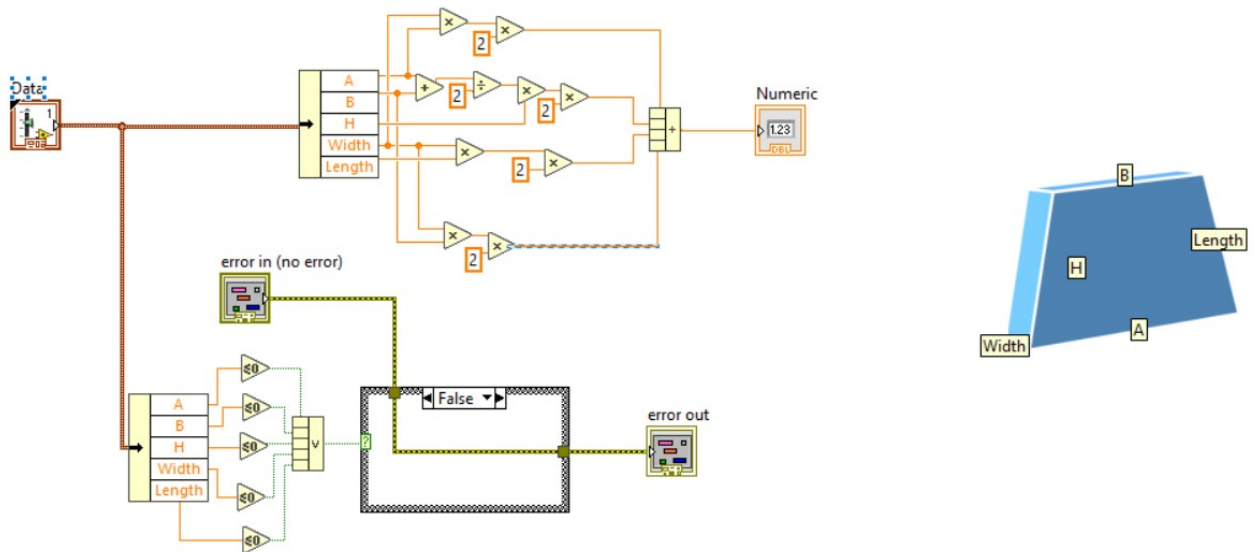 Data
1
A
B
H
Width
Length
×
2
×
+
2
÷
×
2
×
×
2
×
×
2
×
+
Numeric
1.23
DBL
B
Length
H
A
Width
error in (no error)
A
B
H
Width
Length
≤0
≤0
≤0
≤0
≤0
∨
?
False
error out